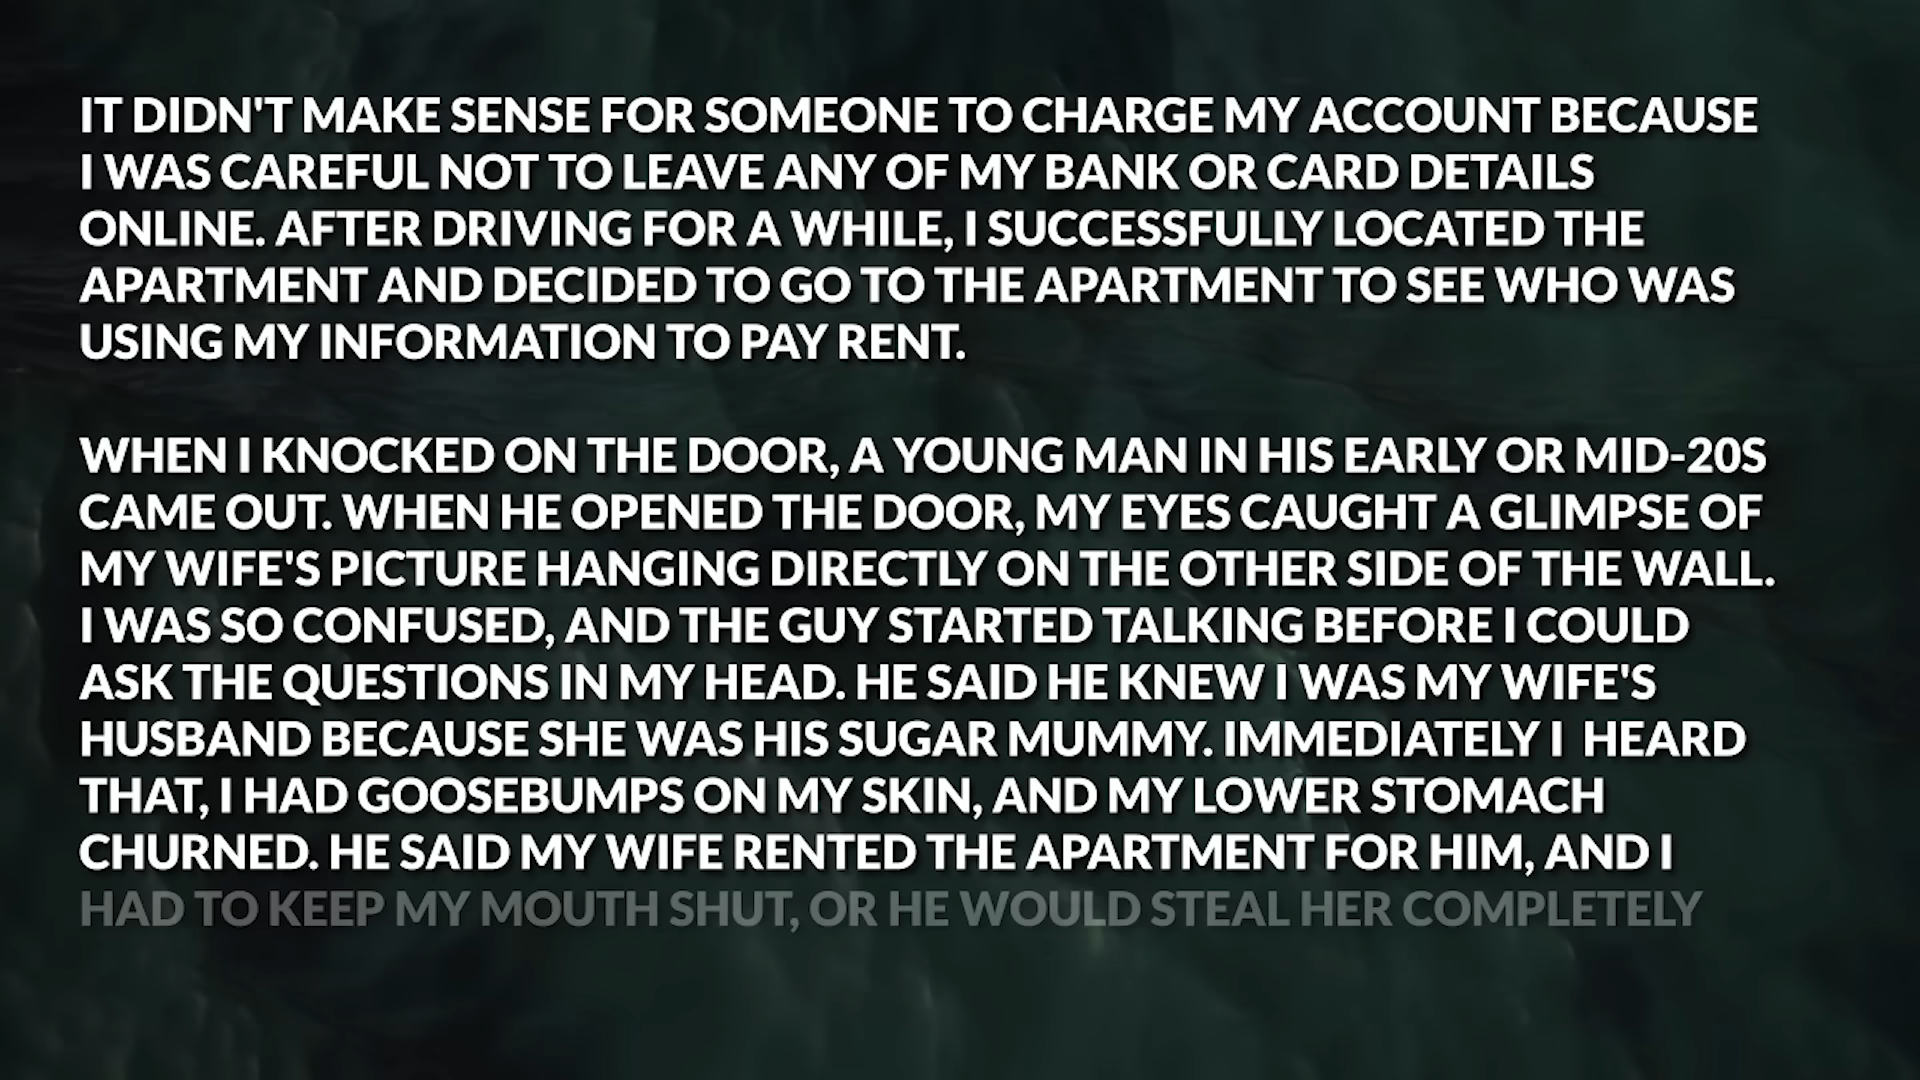 IT DIDN'T MAKE SENSE FOR SOMEONE TO CHARGE MY ACCOUNT BECAUSE
I WAS CAREFUL NOT TO LEAVE ANY OF MY BANK OR CARD DETAILS
ONLINE. AFTER DRIVING FOR A WHILE, I SUCCESSFULLY LOCATED THE
APARTMENT AND DECIDED TO GO TO THE APARTMENT TO SEE WHO WAS
USING MY INFORMATION TO PAY RENT.
WHEN I KNOCKED ON THE DOOR, A YOUNG MAN IN HIS EARLY OR MID-20S
CAME OUT. WHEN HE OPENED THE DOOR, MY EYES CAUGHT A GLIMPSE OF
MY WIFE'S PICTURE HANGING DIRECTLY ON THE OTHER SIDE OF THE WALL.
I WAS SO CONFUSED, AND THE GUY STARTED TALKING BEFORE I COULD
ASK THE QUESTIONS IN MY HEAD. HE SAID HE KNEW I WAS MY WIFE'S
HUSBAND BECAUSE SHE WAS HIS SUGAR MUMMY. IMMEDIATELY I HEARD
THAT, I HAD GOOSEBUMPS ON MY SKIN, AND MY LOWER STOMACH
CHURNED. HE SAID MY WIFE RENTED THE APARTMENT FOR HIM, AND I
HAD TO KEEP MY MOUTH SHUT, OR HE WOULD STEAL HER COMPLETELY